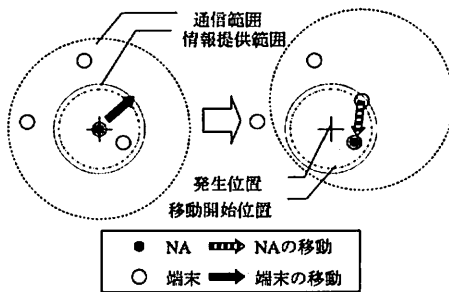 通信範囲
情報提供範囲
発生位置
移動開始位置
NA
NAの移動
端末
端末の移動